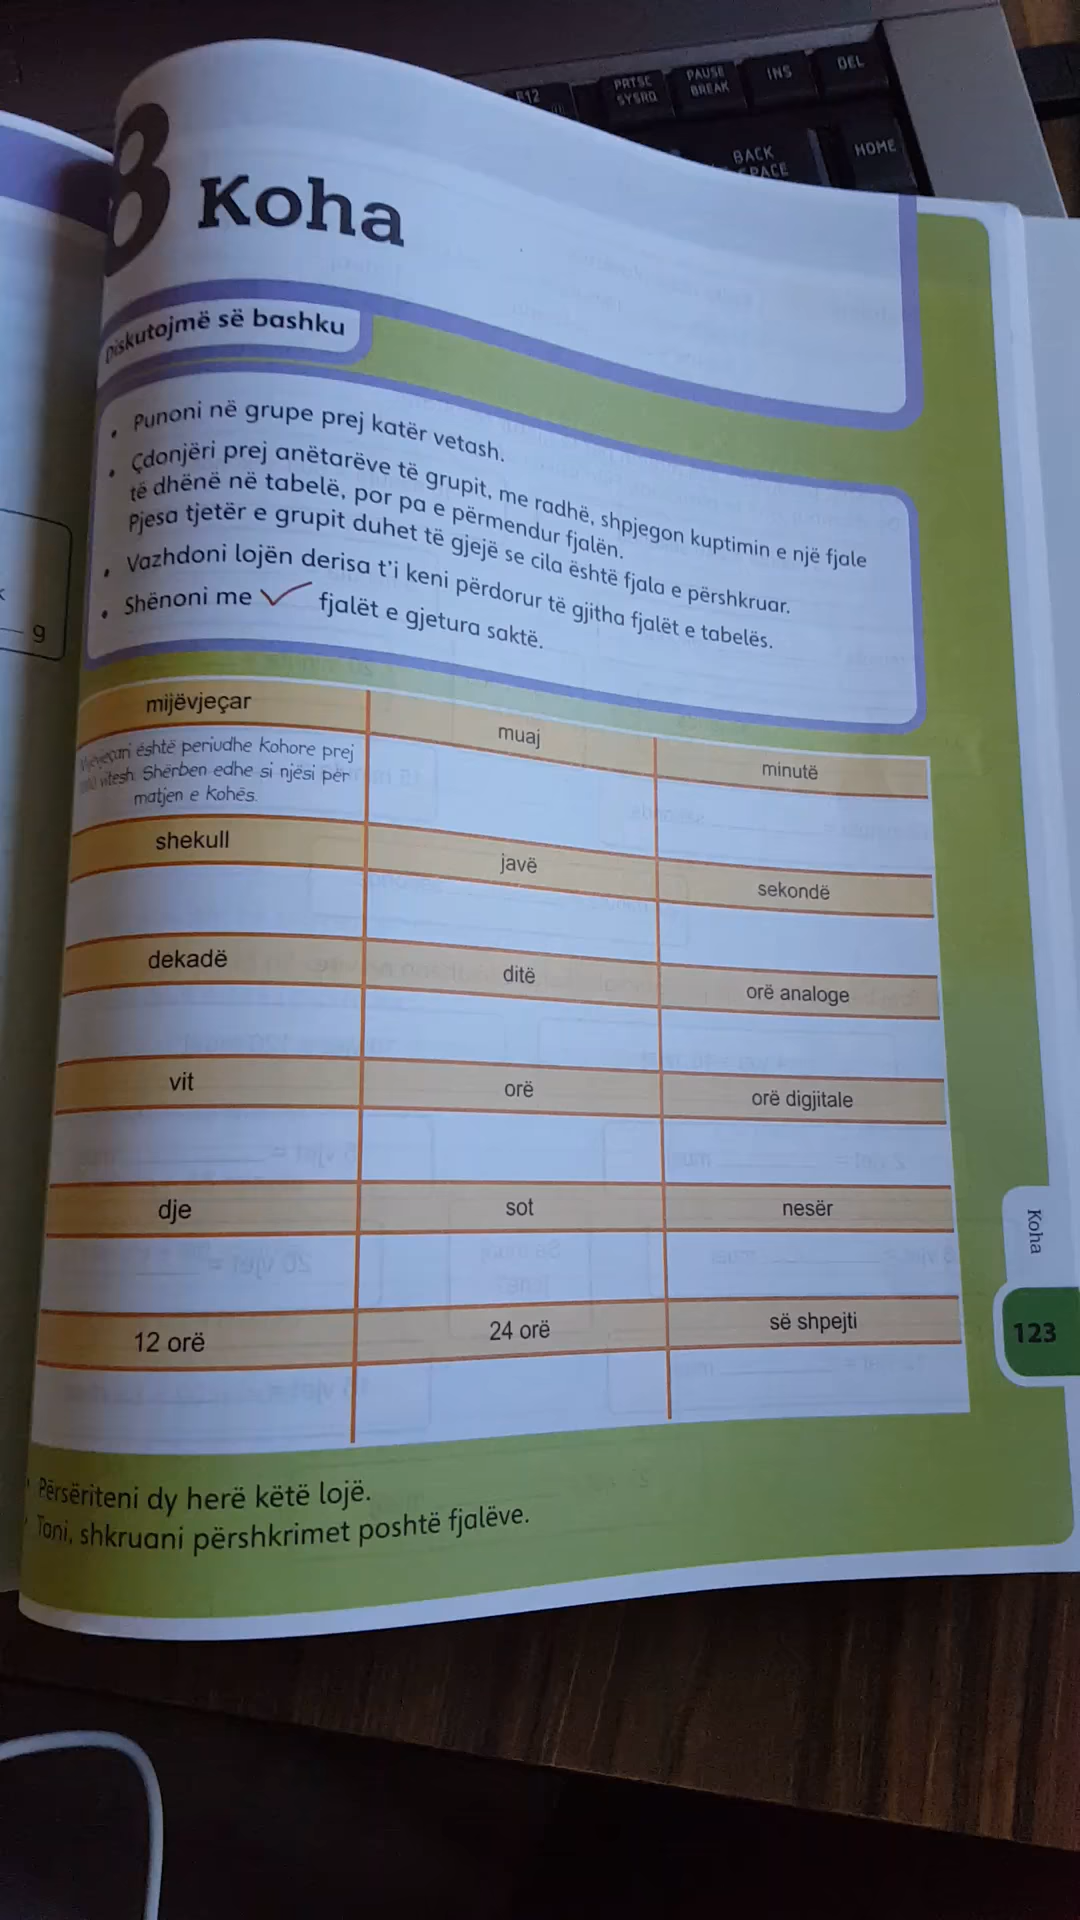 8 Koha
Diskutojmë së bashku
• Punoni në grupe prej katër vetash.
• Çdonjëri prej anëtarëve të grupit, me radhë, shpjegon kuptimin e një fjale
të dhënë në tabelë, por pa e përmendur fjalën.
Pjesa tjetër e grupit duhet të gjejë se cila është fjala e përshkruar.
• Vazhdoni lojën derisa t'i keni përdorur të gjitha fjalët e tabelës.
• Shënoni me ✓ fjalët e gjetura saktë.
mijëvjeçar
muaj
minutë
është periudhe kohore prej
vitesh. Shërben edhe si njësi për
matjen e kohës.
shekull
javë
sekondë
dekadë
ditë
orë analoge
vit
orë
orë digjitale
dje
sot
nesër
12 orë
24 orë
së shpejti
• Përsëriteni dy herë këtë lojë.
• Tani, shkruani përshkrimet poshtë fjalëve.
Koha
123
g
F12
PRTSC
SYSRQ
PAUSE
BREAK
INS
DEL
BACK
SPACE
HOME